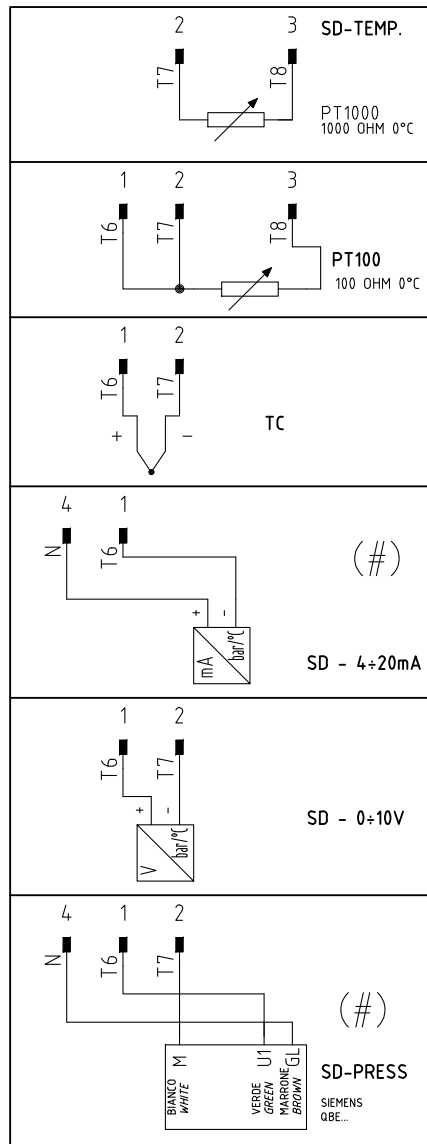 2 3 SD-TEMP.
T7 T8
PT1000
1000 OHM 0°C
1 2 3
T6 T7 T8
PT100
100 OHM 0°C
1 2
T6 T7
+ -
TC
4 1
N T6
(#)
+ -
mA bar/°C
SD - 4÷20mA
1 2
T6 T7
+ -
V bar/°C
SD - 0÷10V
4 1 2
N T6 T7
(#)
M U1 GL
BIANCO VERDE MARRONE
WHITE GREEN BROWN
SD-PRESS
SIEMENS
QBE...